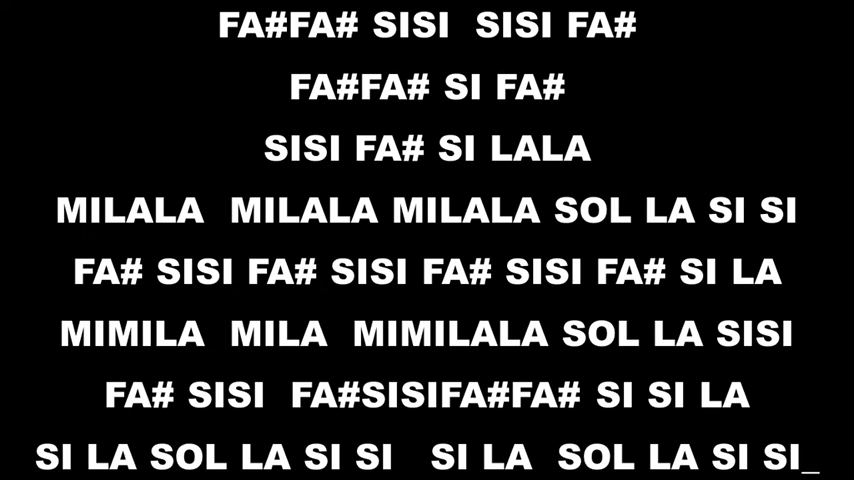 FA#FA# SISI  SISI FA#
FA#FA# SI FA#
SISI FA# SI LALA
MILALA  MILALA MILALA SOL LA SI SI
FA# SISI FA# SISI FA# SISI FA# SI LA
MIMILA  MILA  MIMILALA SOL LA SISI
FA# SISI  FA#SISIFA#FA# SI SI LA
SI LA SOL LA SI SI   SI LA  SOL LA SI SI_